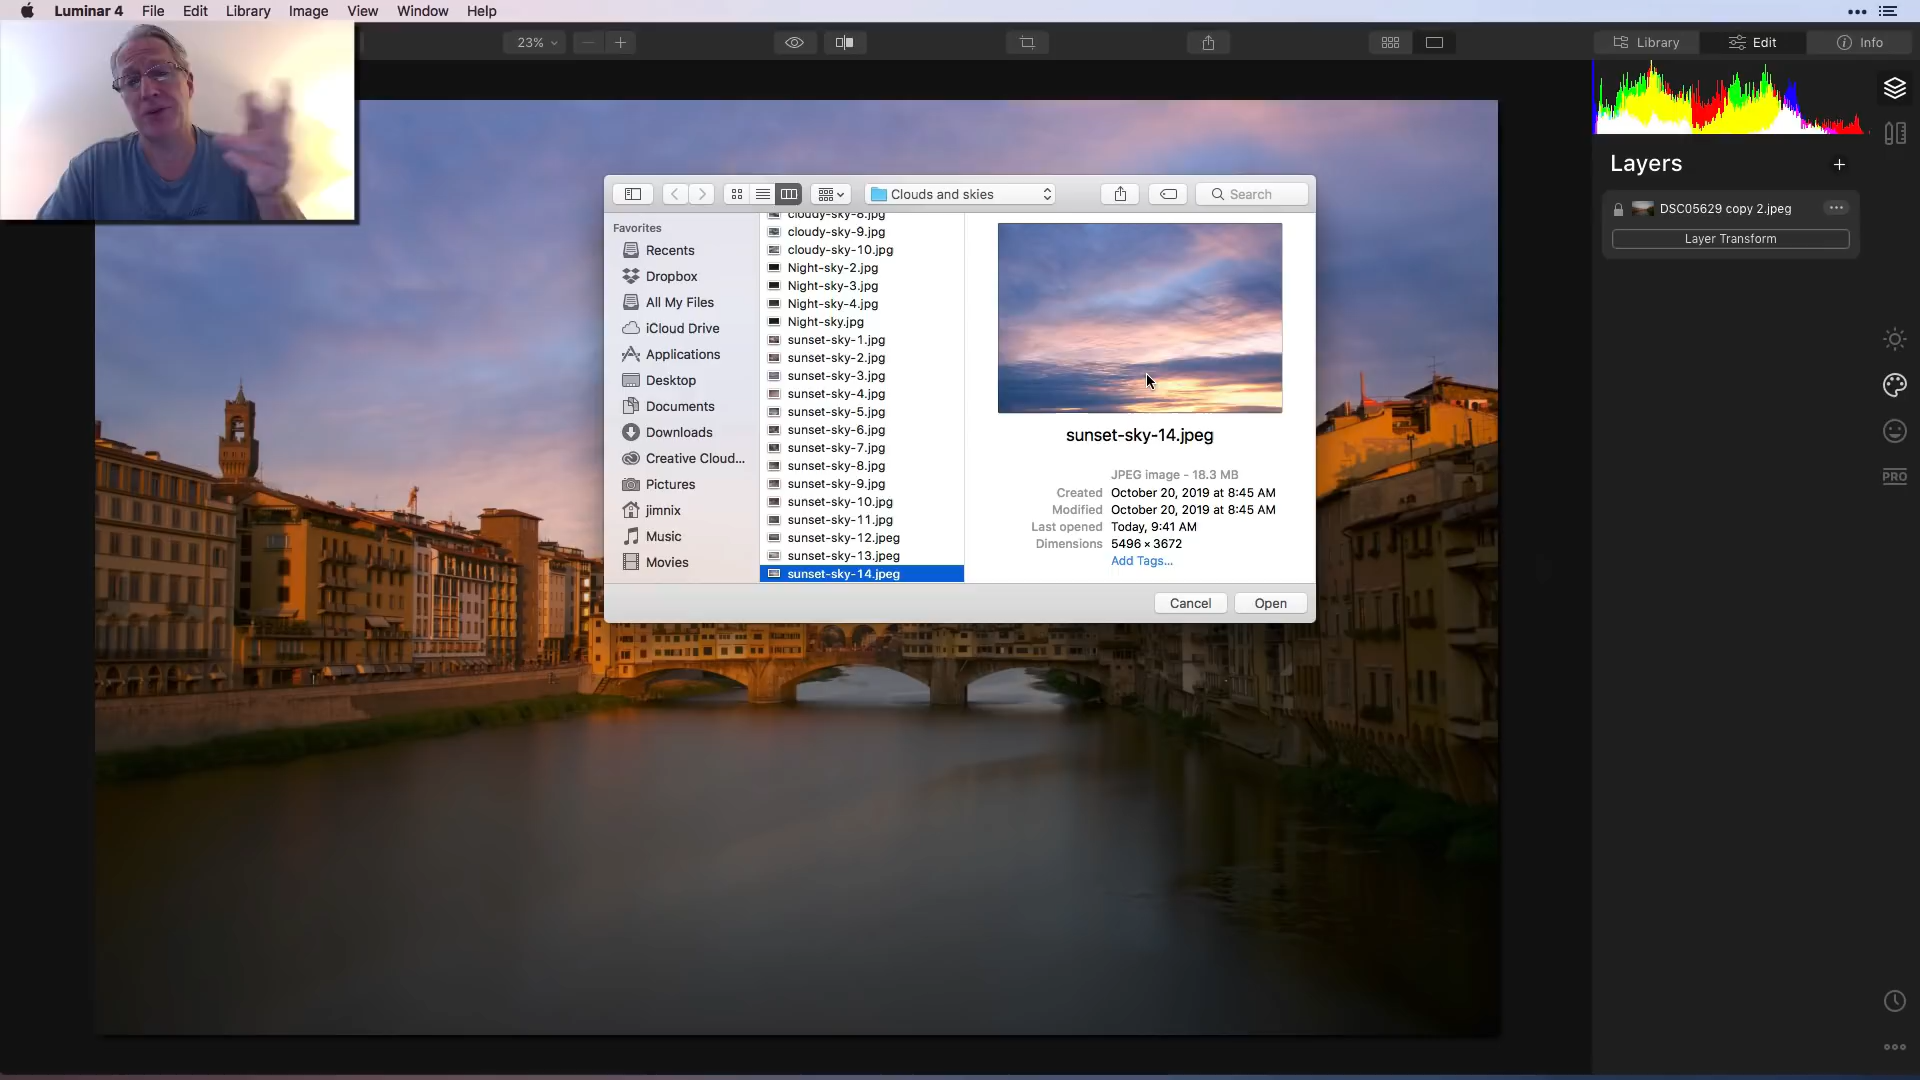 Luminar 4 File Edit Library Image View Window Help
23%
Library Edit Info
Layers
DSC05629 copy 2.jpeg
Layer Transform
PRO
Clouds and skies
Search
Favorites
Recents
Dropbox
All My Files
iCloud Drive
Applications
Desktop
Documents
Downloads
Creative Cloud...
Pictures
jimnix
Music
Movies
cloudy-sky-8.jpg
cloudy-sky-9.jpg
cloudy-sky-10.jpg
Night-sky-2.jpg
Night-sky-3.jpg
Night-sky-4.jpg
Night-sky.jpg
sunset-sky-1.jpg
sunset-sky-2.jpg
sunset-sky-3.jpg
sunset-sky-4.jpg
sunset-sky-5.jpg
sunset-sky-6.jpg
sunset-sky-7.jpg
sunset-sky-8.jpg
sunset-sky-9.jpg
sunset-sky-10.jpg
sunset-sky-11.jpg
sunset-sky-12.jpeg
sunset-sky-13.jpeg
sunset-sky-14.jpeg
sunset-sky-14.jpeg
JPEG image - 18.3 MB
Created October 20, 2019 at 8:45 AM
Modified October 20, 2019 at 8:45 AM
Last opened Today, 9:41 AM
Dimensions 5496 × 3672
Add Tags...
Cancel Open